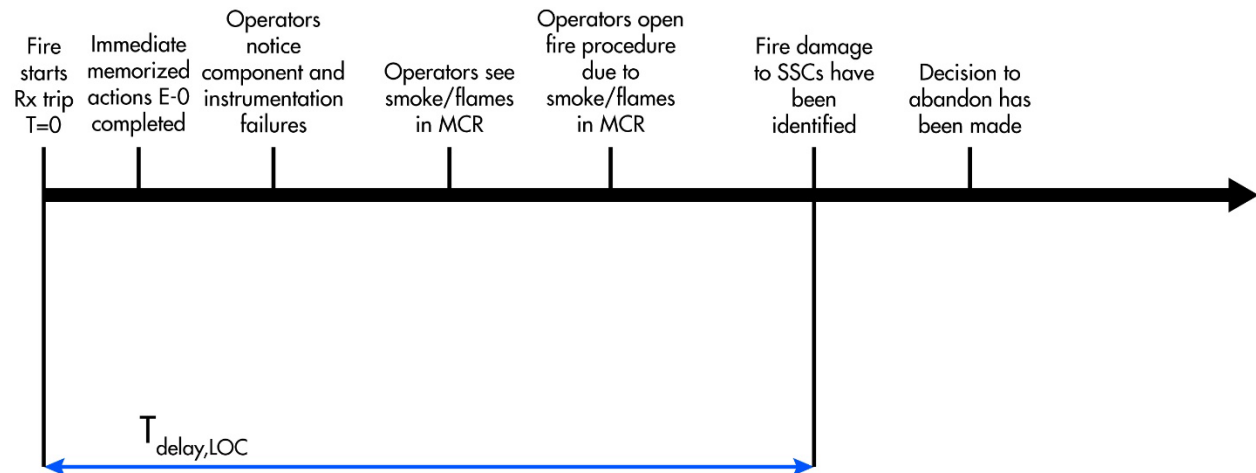 Fire
starts
Rx trip
T=0
Immediate
memorized
actions E-0
completed
Operators
notice
component and
instrumentation
failures
Operators see
smoke/flames
in MCR
Operators open
fire procedure
due to
smoke/flames
in MCR
Fire damage
to SSCs have
been
identified
Decision to
abandon has
been made
Tdelay,LOC